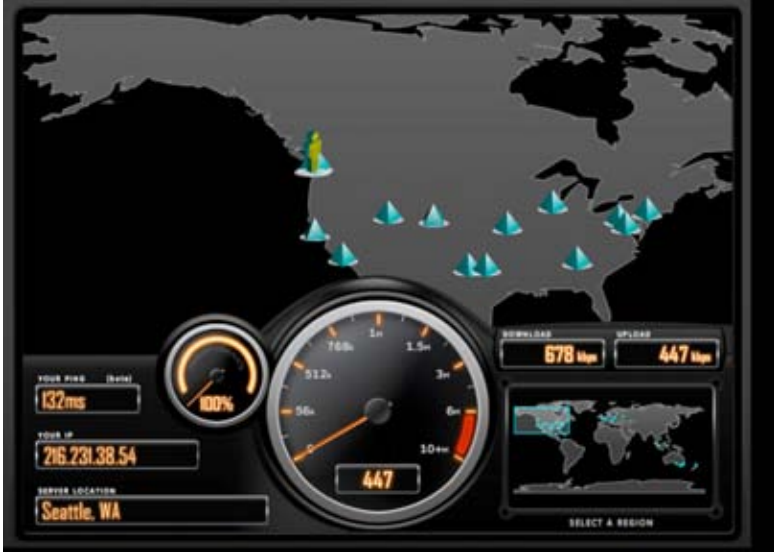 DOWNLOAD
678 kbps
UPLOAD
447 kbps
1M
768k
1.5M
512k
3M
56k
6M
0
10+M
447
100%
YOUR PING (beta)
132ms
YOUR IP
216.231.38.54
SERVER LOCATION
Seattle, WA
SELECT A REGION